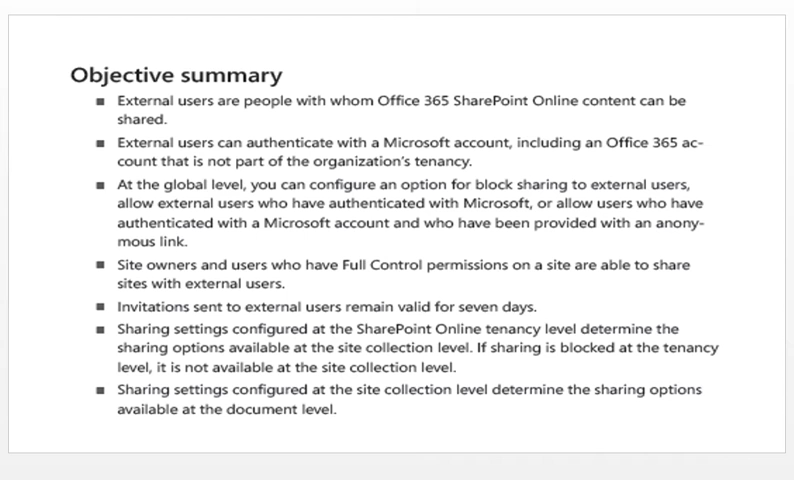 Objective summary
■ External users are people with whom Office 365 SharePoint Online content can be
shared.
■ External users can authenticate with a Microsoft account, including an Office 365 ac-
count that is not part of the organization's tenancy.
■ At the global level, you can configure an option for block sharing to external users,
allow external users who have authenticated with Microsoft, or allow users who have
authenticated with a Microsoft account and who have been provided with an anony-
mous link.
■ Site owners and users who have Full Control permissions on a site are able to share
sites with external users.
■ Invitations sent to external users remain valid for seven days.
■ Sharing settings configured at the SharePoint Online tenancy level determine the
sharing options available at the site collection level. If sharing is blocked at the tenancy
level, it is not available at the site collection level.
■ Sharing settings configured at the site collection level determine the sharing options
available at the document level.